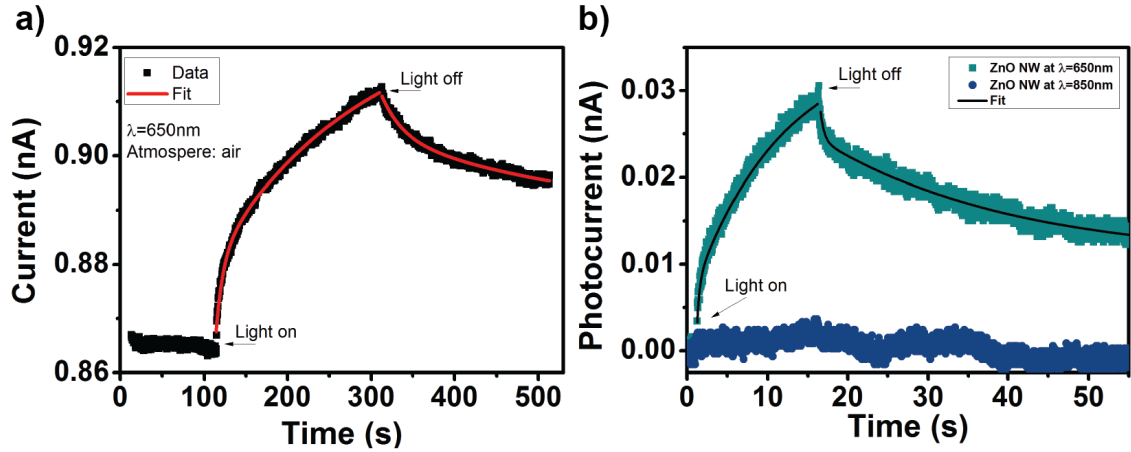 a)
0.92
0.90
0.88
0.86
Current (nA)
Data
Fit
λ=650nm
Atmospere: air
Light off
Light on
0 100 200 300 400 500
Time (s)
b)
0.03
0.02
0.01
0.00
Photocurrent (nA)
ZnO NW at λ=650nm
ZnO NW at λ=850nm
Fit
Light off
Light on
0 10 20 30 40 50
Time (s)